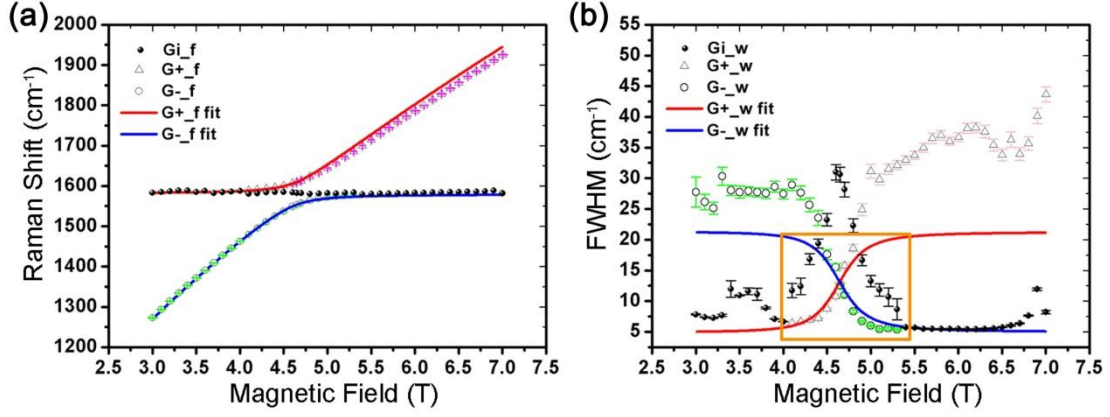 (a)
2000
1900
1800
1700
1600
1500
1400
1300
1200
Raman Shift (cm⁻¹)
Gi_f
G+_f
G-_f
G+_f fit
G-_f fit
2.5 3.0 3.5 4.0 4.5 5.0 5.5 6.0 6.5 7.0 7.5
Magnetic Field (T)
(b)
55
50
45
40
35
30
25
20
15
10
5
FWHM (cm⁻¹)
Gi_w
G+_w
G-_w
G+_w fit
G-_w fit
2.5 3.0 3.5 4.0 4.5 5.0 5.5 6.0 6.5 7.0 7.5
Magnetic Field (T)